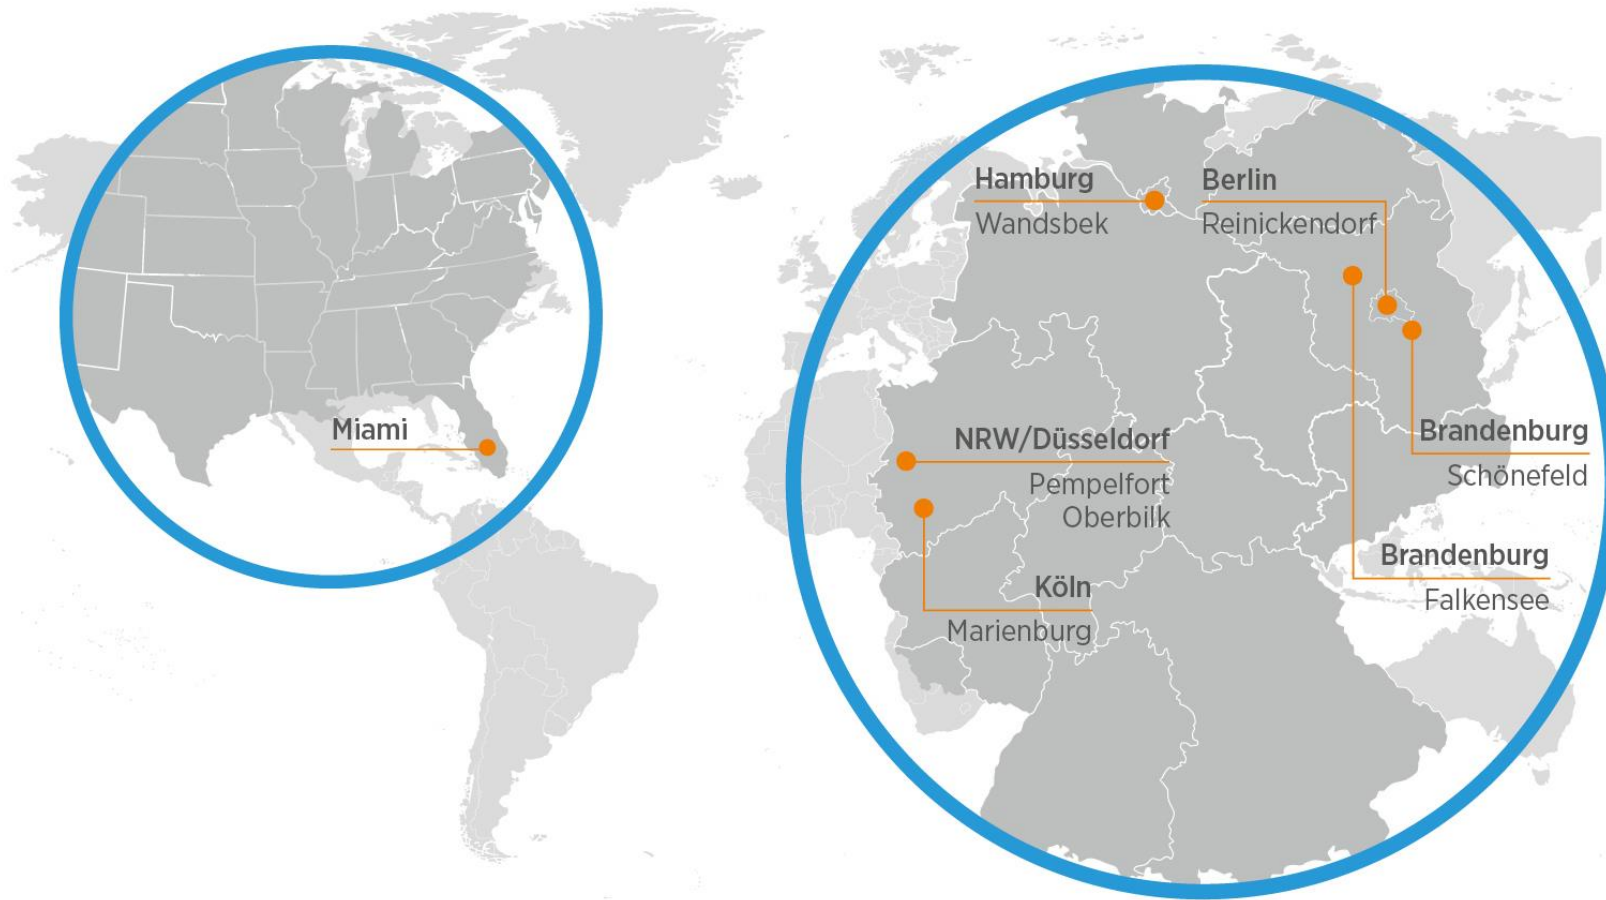 Miami
Hamburg
Wandsbek
Berlin
Reinickendorf
NRW/Düsseldorf
Pempelfort
Oberbilk
Köln
Marienburg
Brandenburg
Schönefeld
Brandenburg
Falkensee